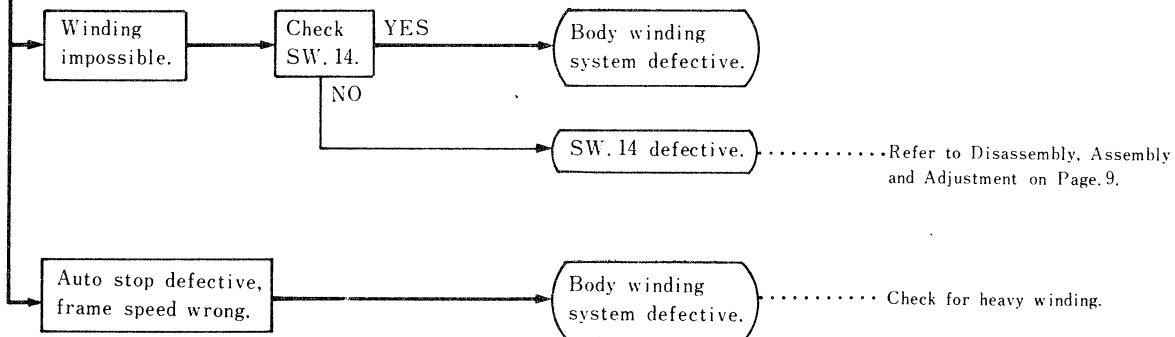 Winding
impossible.
Check
SW. 14.
YES
Body winding
system defective.
NO
SW. 14 defective.
Refer to Disassembly, Assembly
and Adjustment on Page. 9.
Auto stop defective,
frame speed wrong.
Body winding
system defective.
Check for heavy winding.